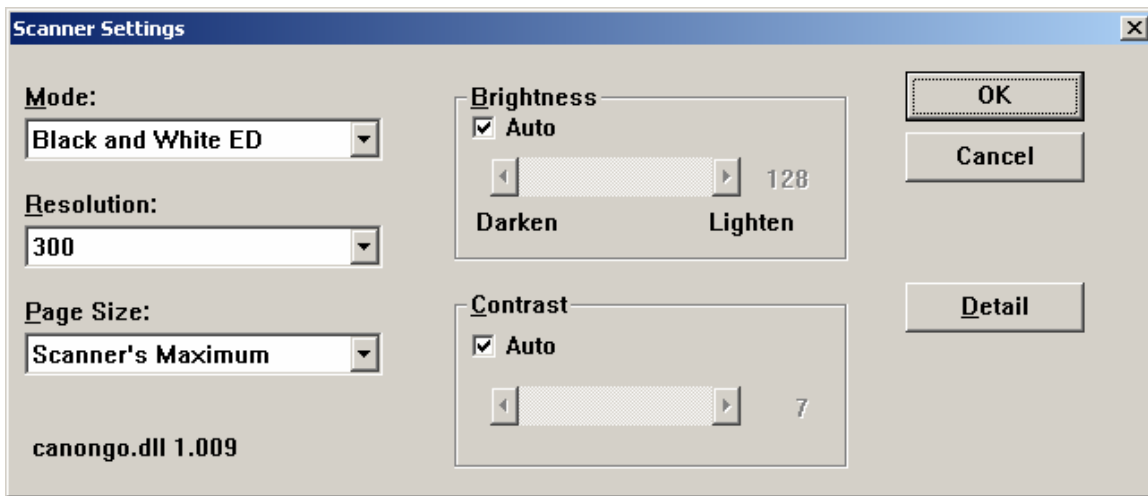 Scanner Settings
Mode:
Black and White ED
Resolution:
300
Page Size:
Scanner's Maximum
canongo.dll 1.009
Brightness
Auto
128
Darken Lighten
Contrast
Auto
7
OK
Cancel
Detail